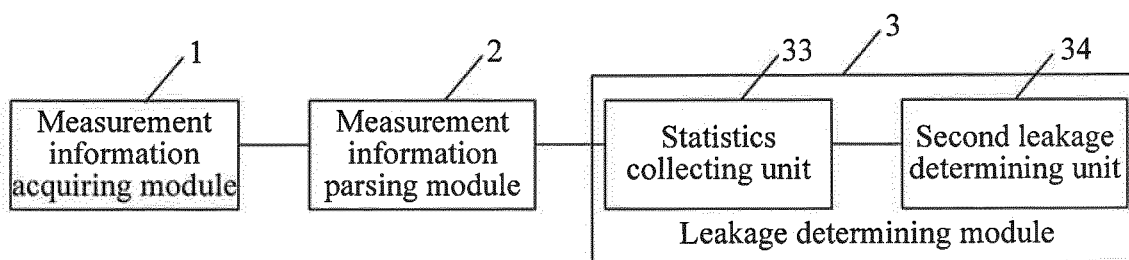 1
2
3
33
34
Measurement
information
acquiring module
Measurement
information
parsing module
Statistics
collecting unit
Second leakage
determining unit
Leakage determining module